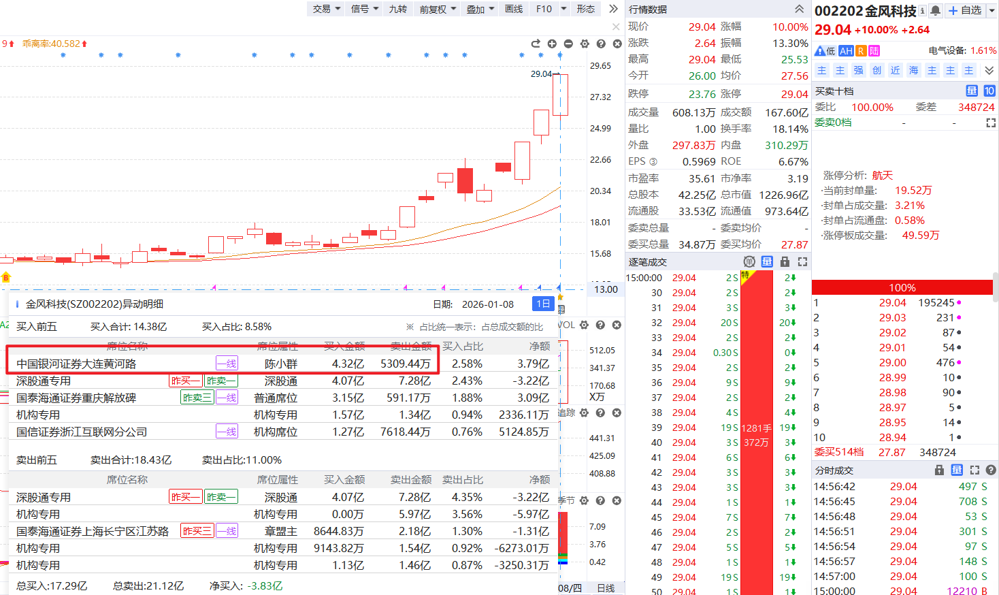 交易 信号 九转 前复权 叠加 画线 F10 形态
9 乖离率:40.582
29.04
29.65
27.32
24.99
22.66
20.34
18.01
15.68
13.00
B
金风科技(SZ002202)异动明细 日期: 2026-01-08 1日
买入前五 买入合计: 14.38亿 买入占比: 8.58% ※ 占比统一表示: 占总成交额的比
席位名称 席位属性 买入金额 卖出金额 买入占比 净额
中国银河证券大连黄河路 一线 陈小群 4.32亿 5309.44万 2.58% 3.79亿
深股通专用 昨买一 昨卖一 深股通 4.07亿 7.28亿 2.43% -3.22亿
国泰海通证券重庆解放碑 昨卖三 一线 普通席位 3.15亿 591.17万 1.88% 3.09亿
机构专用 机构专用 1.57亿 1.34亿 0.94% 2336.11万
国信证券浙江互联网分公司 一线 机构席位 1.27亿 7618.44万 0.76% 5124.85万
卖出前五 卖出合计:18.43亿 卖出占比:11.00%
席位名称 席位属性 买入金额 卖出金额 卖出占比 净额
深股通专用 昨买一 昨卖一 深股通 4.07亿 7.28亿 4.35% -3.22亿
机构专用 机构专用 0.00万 5.97亿 3.56% -5.97亿
国泰海通证券上海长宁区江苏路 昨买三 一线 章盟主 8644.83万 2.18亿 1.30% -1.31亿
机构专用 机构专用 9143.82万 1.54亿 0.92% -6273.01万
机构专用 机构专用 1.13亿 1.46亿 0.87% -3250.31万
总买入:17.29亿 总卖出:21.12亿 净买入: -3.83亿
VOL
512.05
341.37
170.68
X万
追踪
441.31
425.09
408.88
季节
7.09
3.76
0.42
08/四 日线
行情数据
现价 29.04 涨幅 10.00%
涨跌 2.64 振幅 13.30%
最高 29.04 最低 25.53
今开 26.00 均价 27.56
跌停 23.76 涨停 29.04
成交量 608.13万 成交额 167.60亿
量比 1.00 换手率 18.14%
外盘 297.83万 内盘 310.29万
EPS ③ 0.5969 ROE 6.67%
市盈率 35.61 市净率 3.19
总股本 42.25亿 总市值 1226.96亿
流通股 33.53亿 流通值 973.64亿
委卖总量 - 委卖均价 -
委买总量 34.87万 委买均价 27.87
逐笔成交 量
15:00:00 29.04 2 S 特 2
30 29.04 2 S 2
31 29.04 3 S 3
32 29.04 20 S 20
33 29.04 2 S 2
34 29.04 0.30 S 0
35 29.04 2 S 2
36 29.04 9 S 9
37 29.04 2 S 2
38 29.04 4 S 4
39 29.04 19 S 1281手 19
40 29.04 3 S 372万 3
41 29.04 6 S 6
42 29.04 3 S 3
43 29.04 3 S 3
44 29.04 1 S 1
45 29.04 7 S 7
46 29.04 2 S 2
47 29.04 5 S 5
48 29.04 1 S 1
49 29.04 19 S 19
50 29.04 1 S 1
002202 金风科技 自选
29.04 +10.00% +2.64
低 AH R 陆 电气设备: 1.61%
主 主 强 创 近 海 主 主 主
买卖十档 量 10
委比 100.00% 委差 348724
委卖0档 - -
涨停分析: 航天
·当前封单量: 19.52万
·封单占成交量: 3.21%
·封单占流通盘: 0.58%
·涨停板成交量: 49.59万
100%
1 29.04 195245
2 29.03 231
3 29.02 87
4 29.01 54
5 29.00 476
6 28.99 10
7 28.98 90
8 28.97 5
9 28.95 14
10 28.94 1
委买514档 27.87 348724
分时成交 量
14:56:42 29.04 497 S
14:56:45 29.04 708 S
14:56:48 29.04 53 S
14:56:51 29.04 301 S
14:56:54 29.04 97 S
14:56:57 29.04 148 S
14:57:00 29.04 100 S
15:00:00 29.04 12210 B